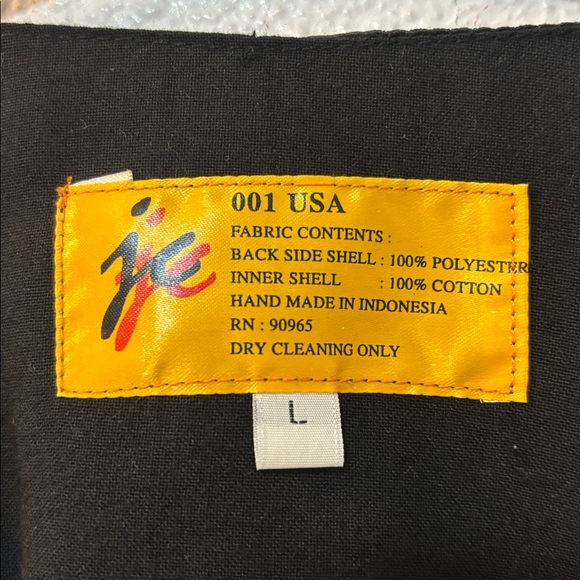 jc
001 USA
FABRIC CONTENTS :
BACK SIDE SHELL : 100% POLYESTER
INNER SHELL : 100% COTTON
HAND MADE IN INDONESIA
RN : 90965
DRY CLEANING ONLY
L